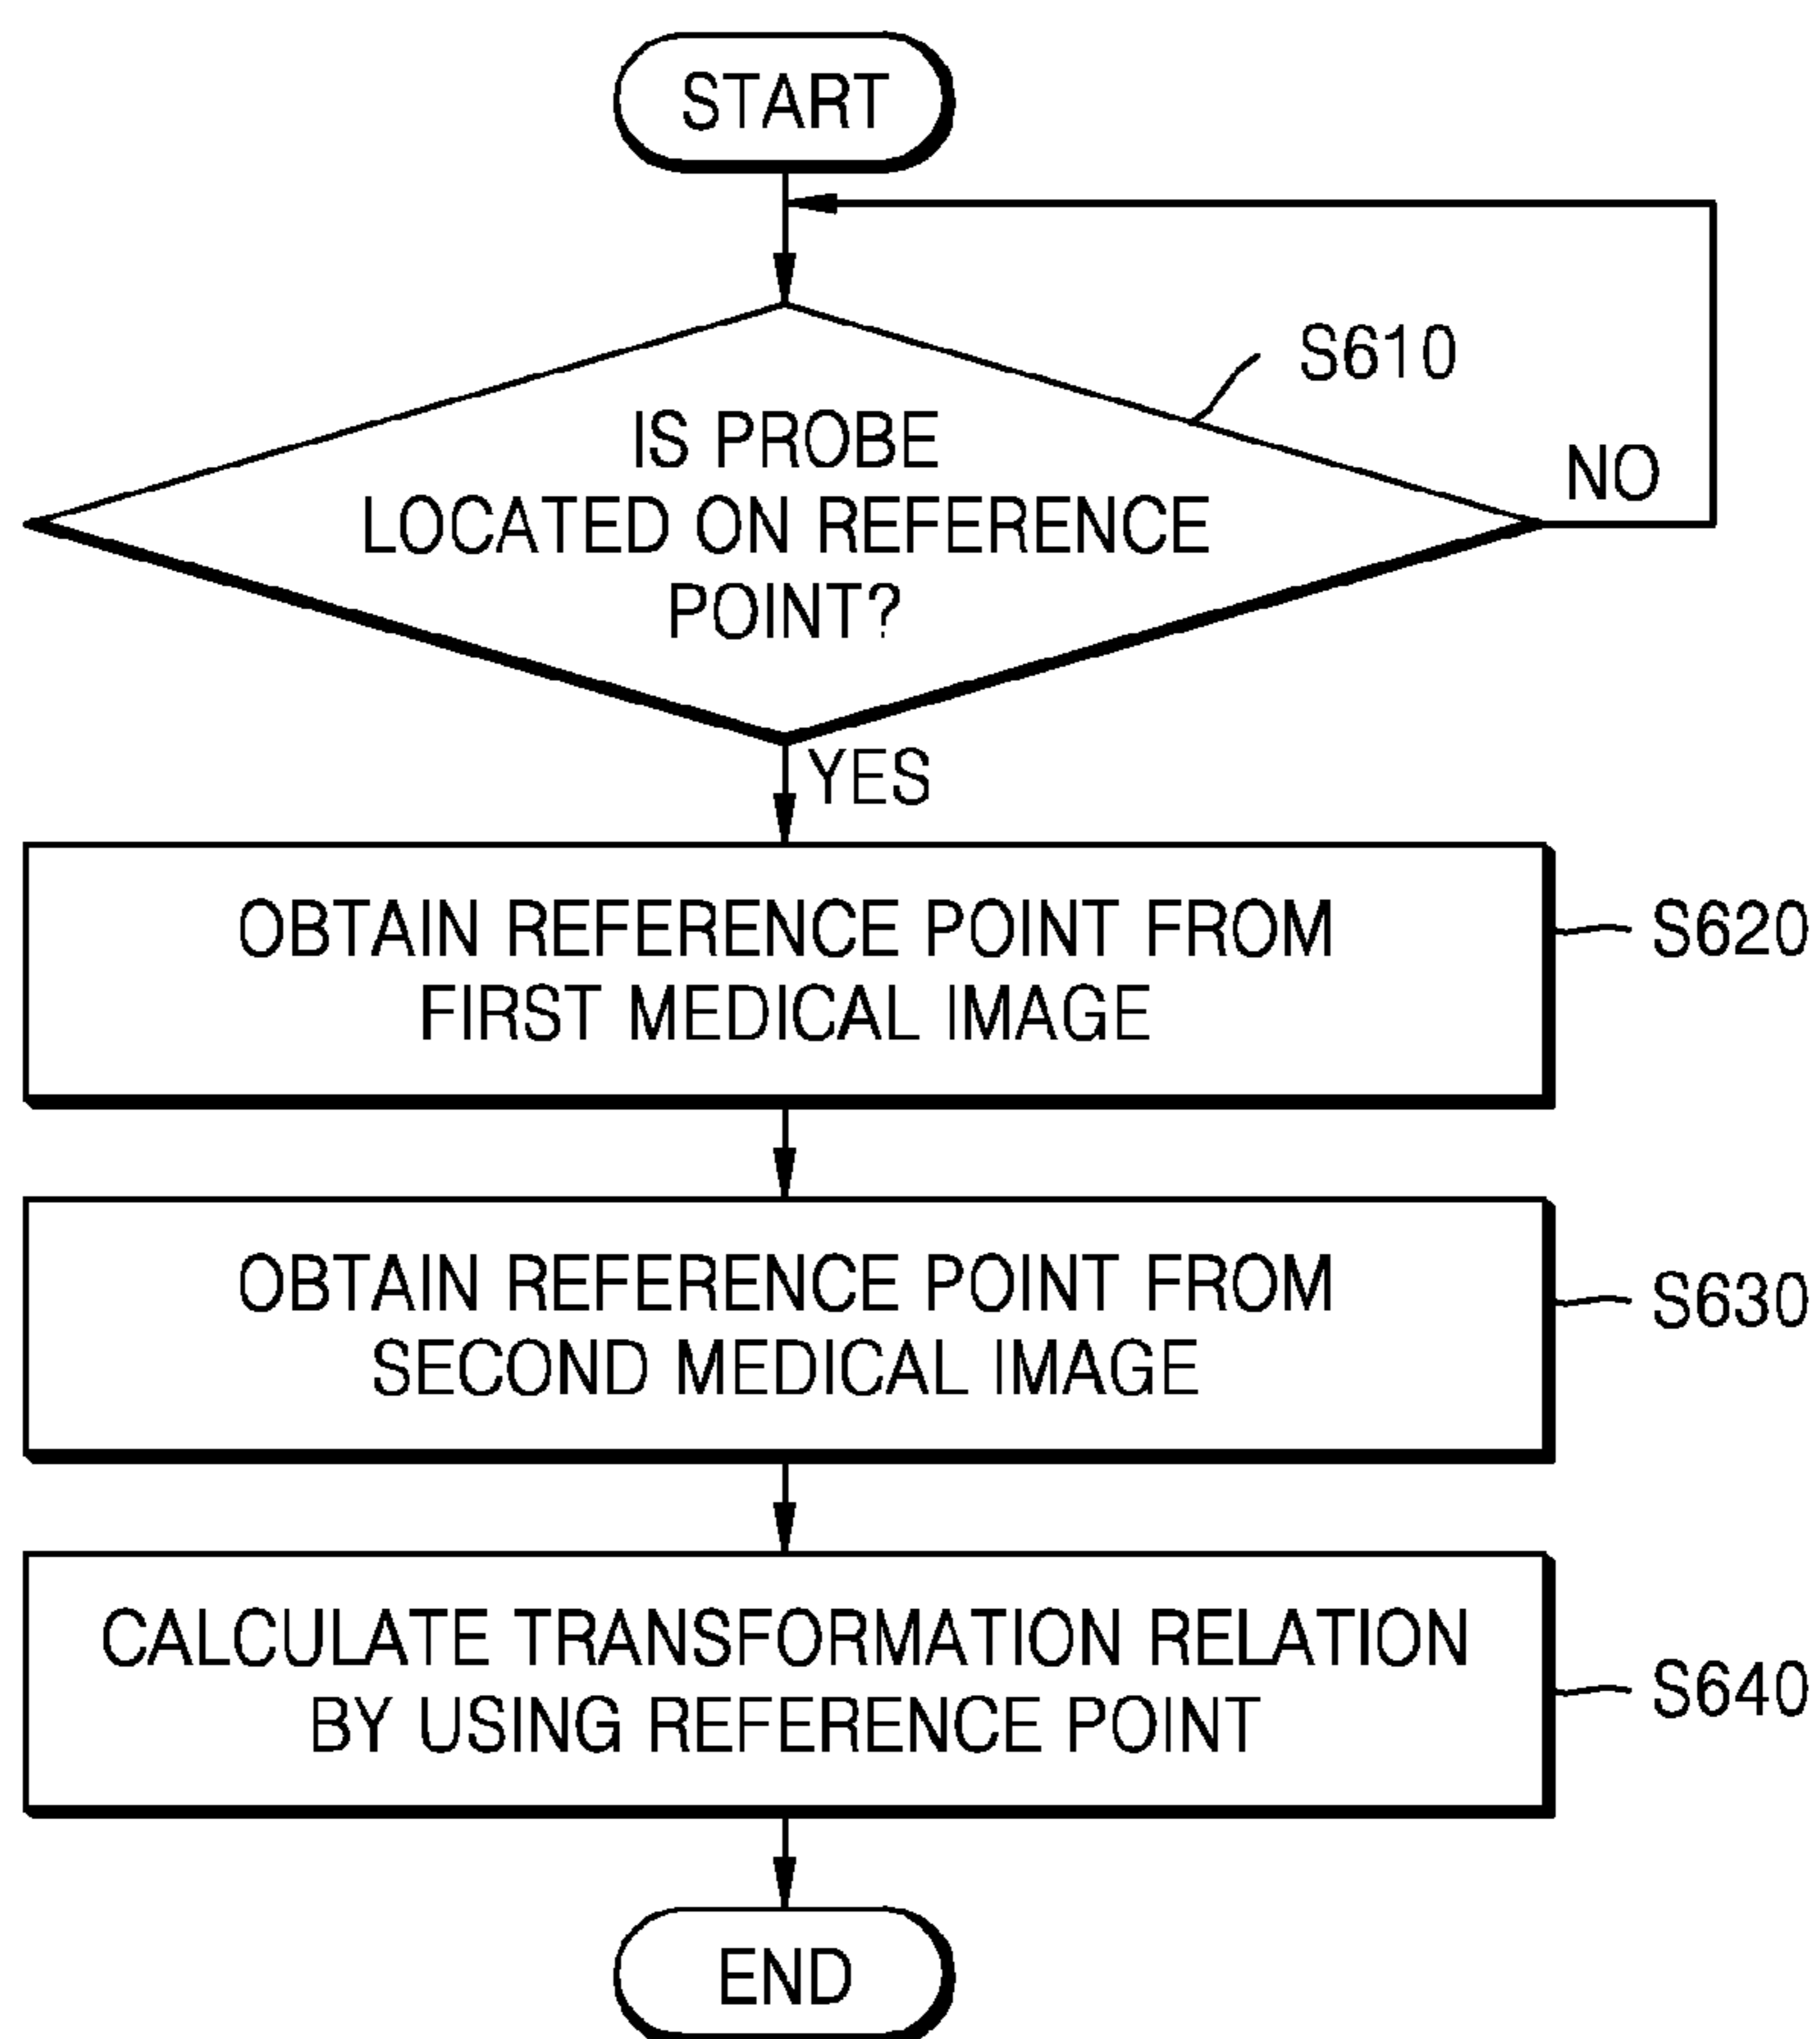 START
S610
IS PROBE
LOCATED ON REFERENCE
POINT?
NO
YES
OBTAIN REFERENCE POINT FROM
FIRST MEDICAL IMAGE
S620
OBTAIN REFERENCE POINT FROM
SECOND MEDICAL IMAGE
S630
CALCULATE TRANSFORMATION RELATION
BY USING REFERENCE POINT
S640
END